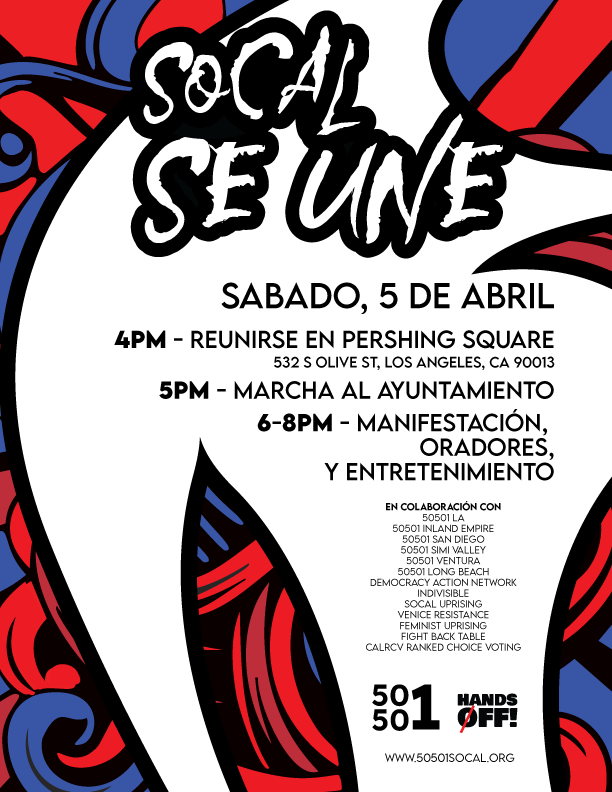 SOCAL
SE UNE
SABADO, 5 DE ABRIL
4PM - REUNIRSE EN PERSHING SQUARE
532 S OLIVE ST, LOS ANGELES, CA 90013
5PM - MARCHA AL AYUNTAMIENTO
6-8PM - MANIFESTACIÓN,
ORADORES,
Y ENTRETENIMIENTO
EN COLABORACIÓN CON
50501 LA
50501 INLAND EMPIRE
50501 SAN DIEGO
50501 SIMI VALLEY
50501 VENTURA
50501 LONG BEACH
DEMOCRACY ACTION NETWORK
INDIVISIBLE
SOCAL UPRISING
VENICE RESISTANCE
FEMINIST UPRISING
FIGHT BACK TABLE
CALRCV RANKED CHOICE VOTING
50
50 1
HANDS
OFF!
WWW.50501SOCAL.ORG